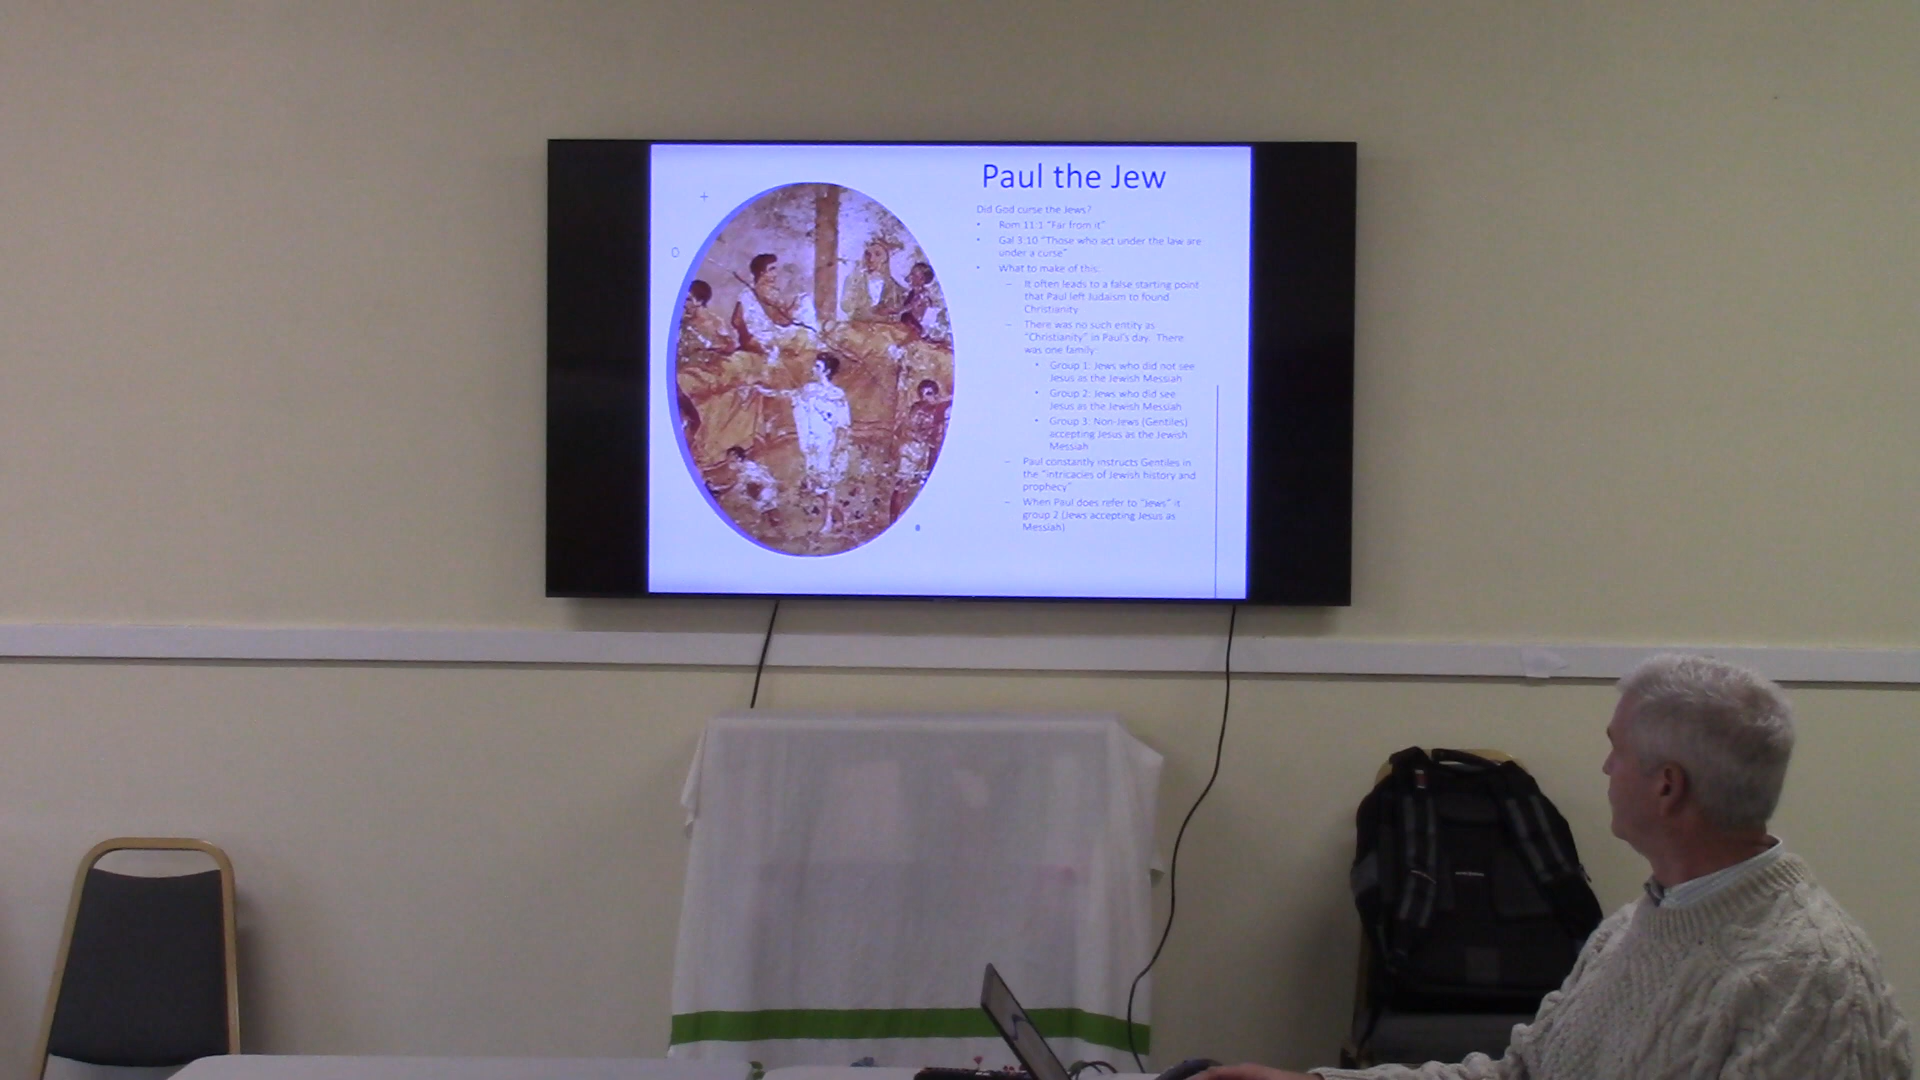 Paul the Jew
Did God curse the Jews?
• Rom 11:1 "Far from it"
• Gal 3:10 "Those who act under the law are
under a curse"
• What to make of this:
– It often leads to a false starting point
that Paul left Judaism to found
Christianity
– There was no such entity as
"Christianity" in Paul's day. There
was one family:
• Group 1: Jews who did not see
Jesus as the Jewish Messiah
• Group 2: Jews who did see
Jesus as the Jewish Messiah
• Group 3: Non-Jews (Gentiles)
accepting Jesus as the Jewish
Messiah
– Paul constantly instructs Gentiles in
the "intricacies of Jewish history and
prophecy"
– When Paul does refer to "Jews" it
group 2 (Jews accepting Jesus as
Messiah)